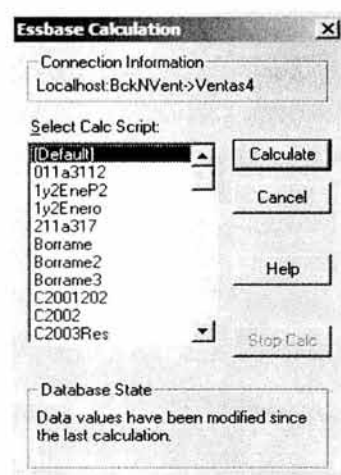 Essbase Calculation
Connection Information
Localhost:BckNVent->Ventas4
Select Calc Script:
(Default)
011a3112
1y2EneP2
1y2Enero
211a317
Borrame
Borrame2
Borrame3
C2001202
C2002
C2003Res
Calculate
Cancel
Help
Stop Calc
Database State
Data values have been modified since
the last calculation.